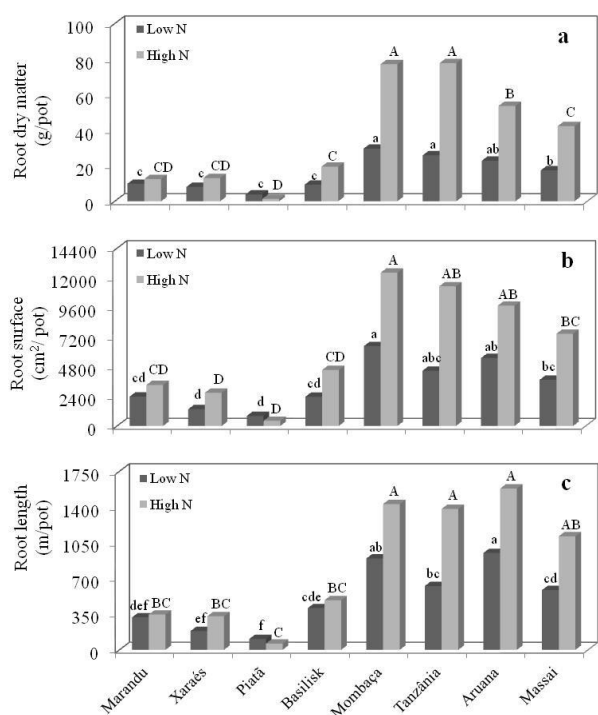 Root dry matter
(g/pot)
100
80
60
40
20
0
Low N
High N
a
c CD
c CD
c D
c C
a A
a A
ab B
b C
Root surface
(cm²/ pot)
14400
12000
9600
7200
4800
2400
0
Low N
High N
b
cd CD
d D
d D
cd CD
a A
abc AB
ab AB
bc BC
Root length
(m/pot)
1750
1400
1050
700
350
0
Low N
High N
c
def BC
ef BC
f C
cde BC
ab A
bc A
a A
cd AB
Marandu
Xaraés
Piatã
Basilisk
Mombaça
Tanzânia
Aruana
Massai